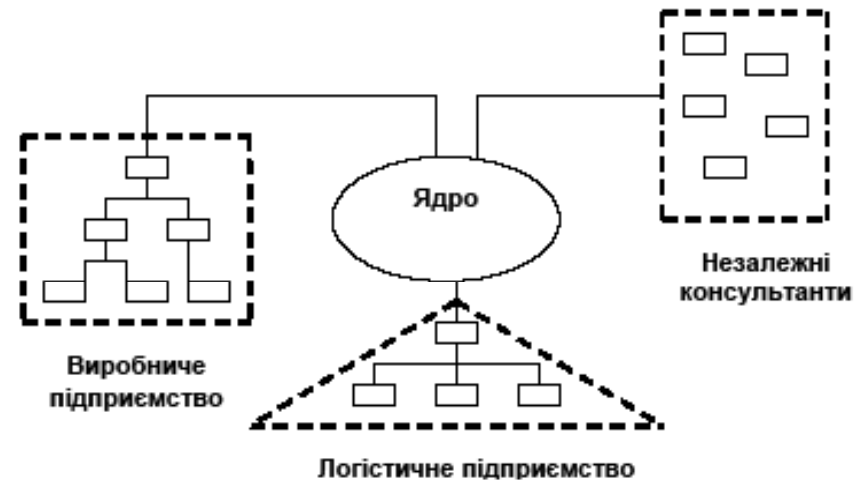 Ядро
Незалежні
консультанти
Виробниче
підприємство
Логістичне підприємство